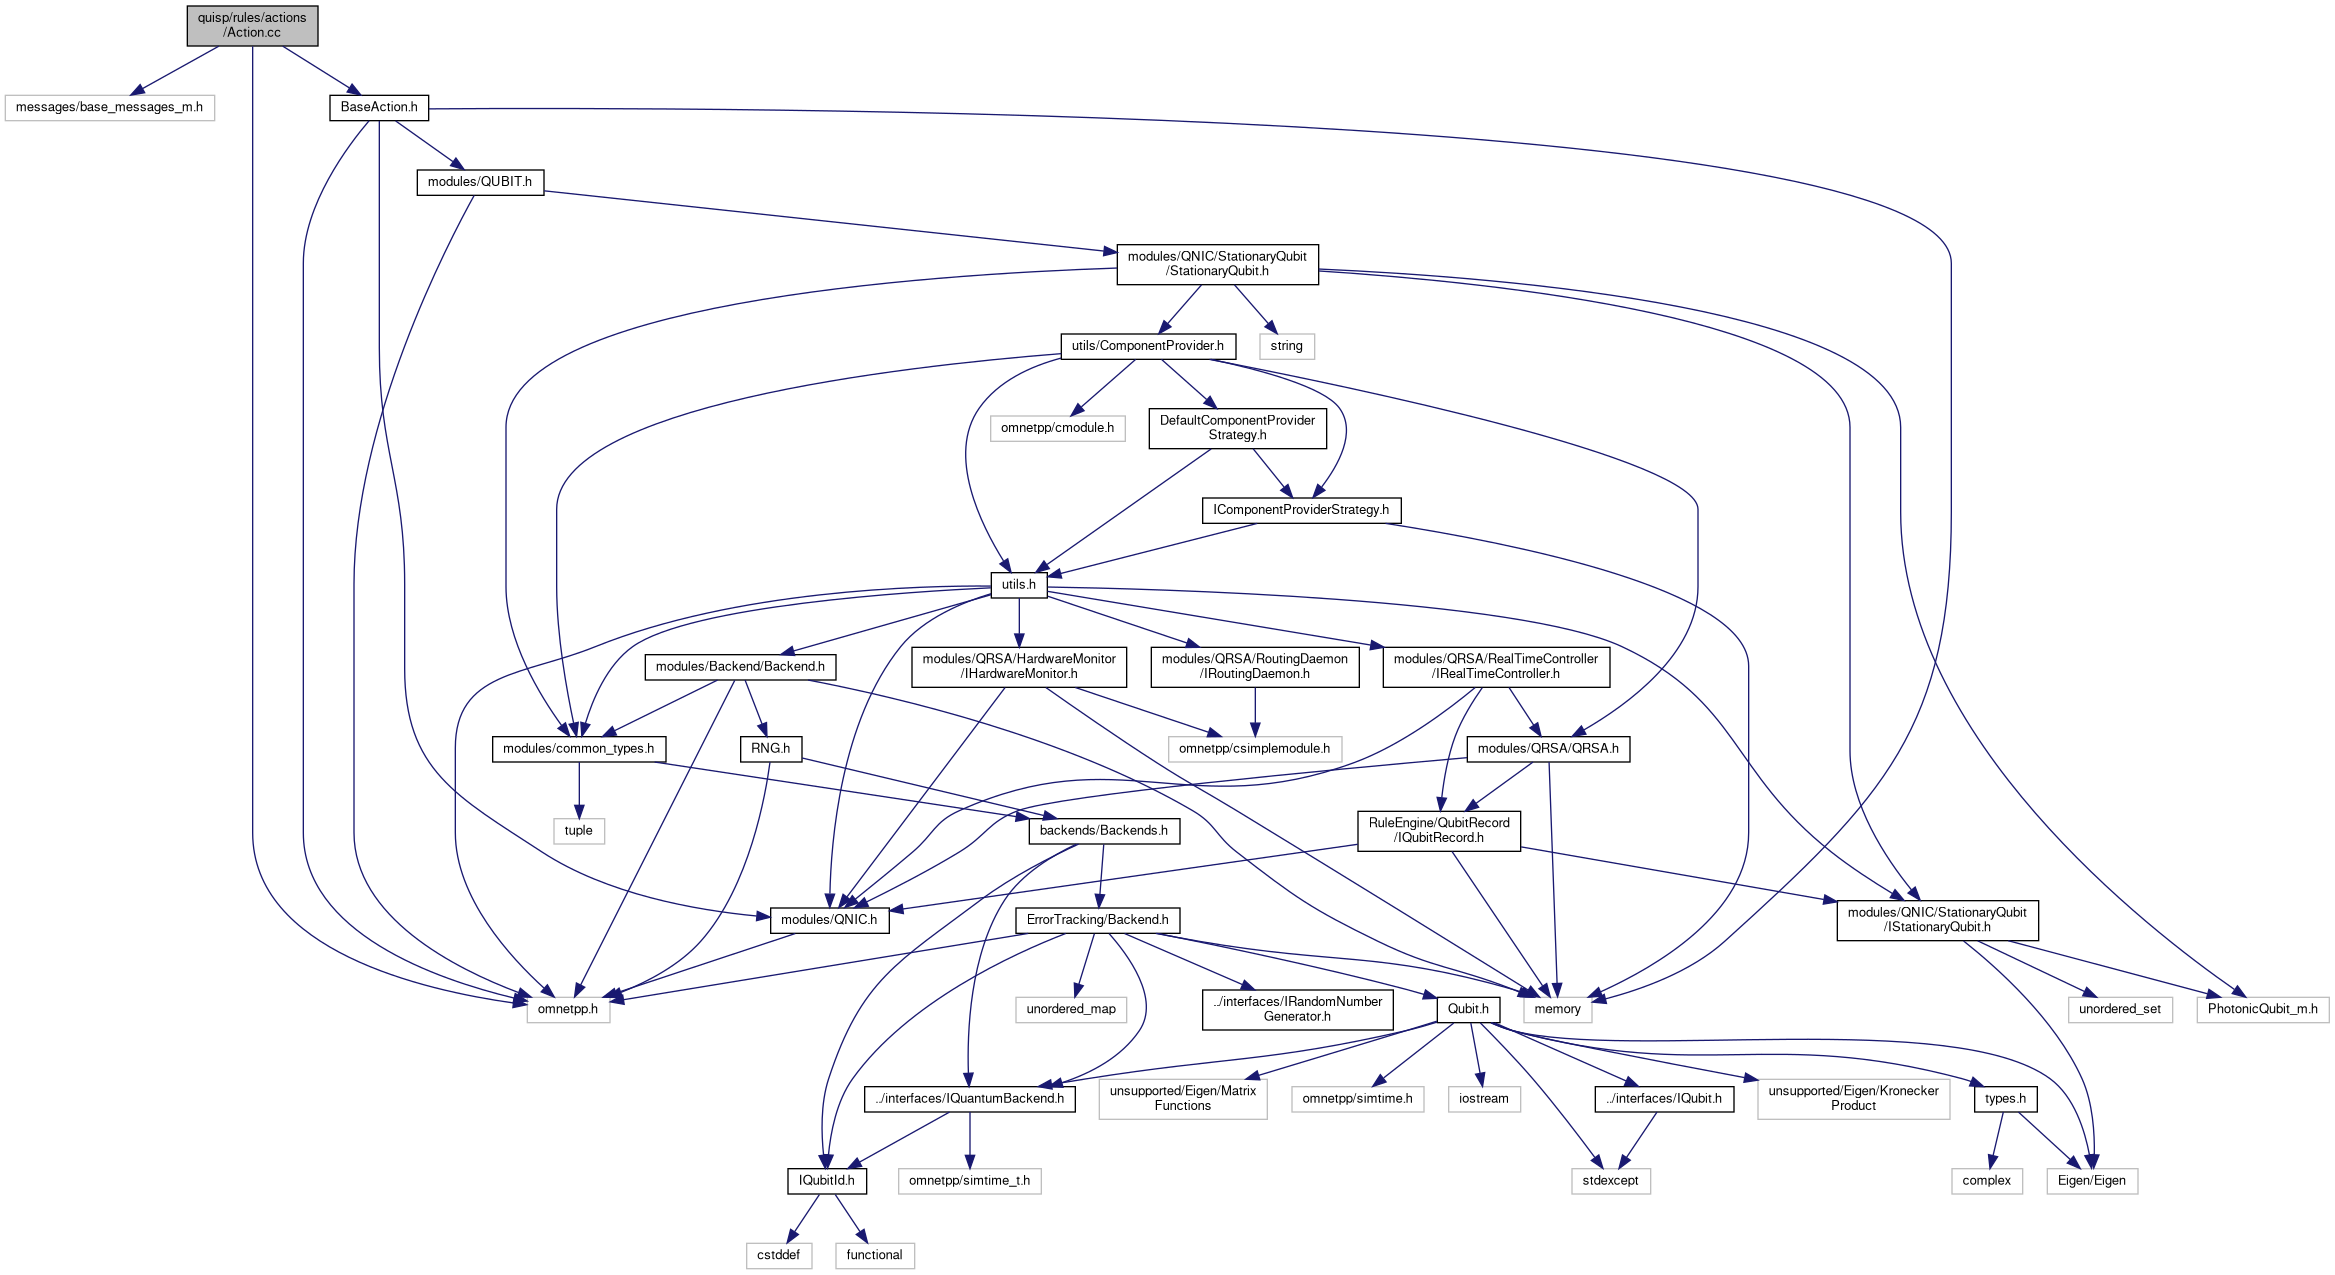 quisp/rules/actions
/Action.cc
messages/base_messages_m.h
BaseAction.h
modules/QUBIT.h
modules/QNIC/StationaryQubit
/StationaryQubit.h
utils/ComponentProvider.h
string
omnetpp/cmodule.h
DefaultComponentProvider
Strategy.h
IComponentProviderStrategy.h
utils.h
modules/Backend/Backend.h
modules/QRSA/HardwareMonitor
/IHardwareMonitor.h
modules/QRSA/RoutingDaemon
/IRoutingDaemon.h
modules/QRSA/RealTimeController
/IRealTimeController.h
modules/common_types.h
RNG.h
omnetpp/csimplemodule.h
modules/QRSA/QRSA.h
tuple
backends/Backends.h
RuleEngine/QubitRecord
/IQubitRecord.h
modules/QNIC.h
ErrorTracking/Backend.h
modules/QNIC/StationaryQubit
/IStationaryQubit.h
omnetpp.h
unordered_map
../interfaces/IRandomNumber
Generator.h
Qubit.h
memory
unordered_set
PhotonicQubit_m.h
../interfaces/IQuantumBackend.h
unsupported/Eigen/Matrix
Functions
omnetpp/simtime.h
iostream
../interfaces/IQubit.h
unsupported/Eigen/Kronecker
Product
types.h
IQubitId.h
omnetpp/simtime_t.h
stdexcept
complex
Eigen/Eigen
cstddef
functional